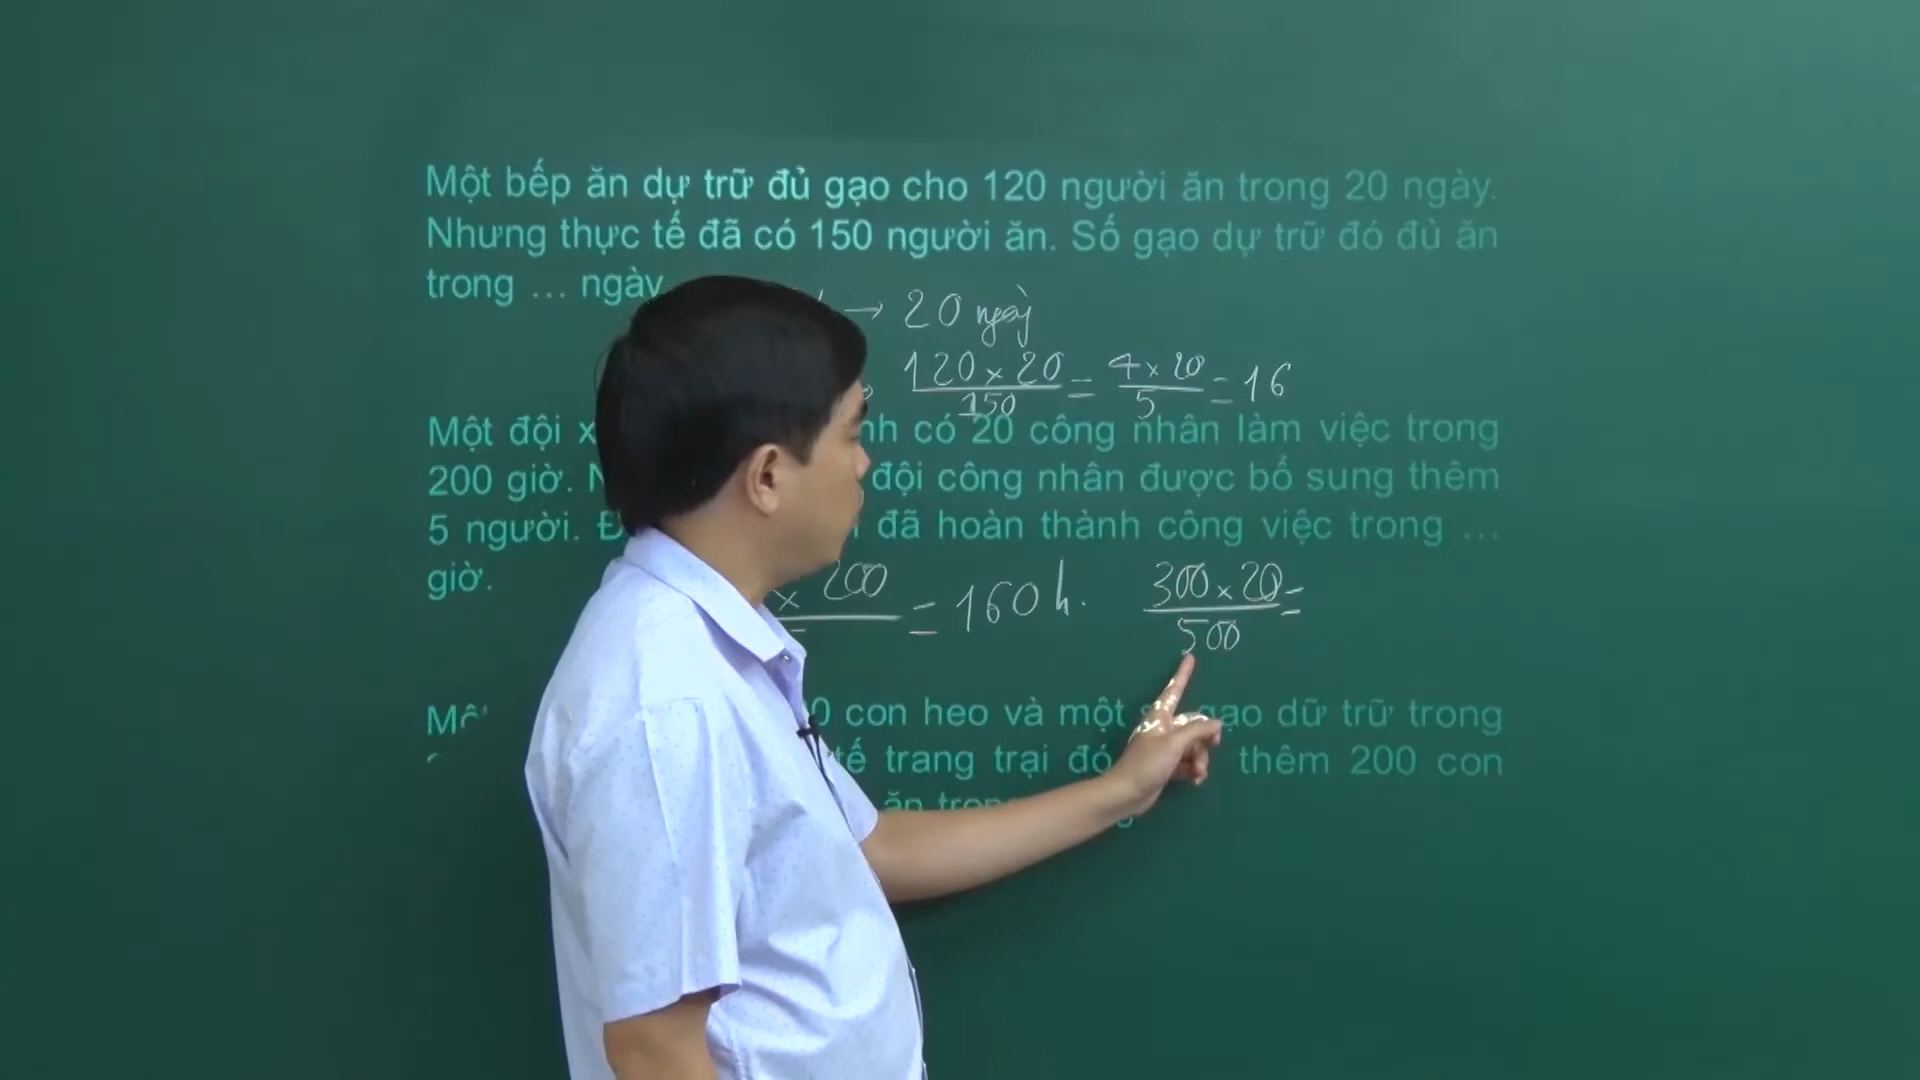 Một bếp ăn dự trữ đủ gạo cho 120 người ăn trong 20 ngày.
Nhưng thực tế đã có 150 người ăn. Số gạo dự trữ đó đủ ăn
trong ... ngày
→ 20 ngày
120 x 20 / 150 = 4 x 20 / 5 = 16
Một đội có 20 công nhân làm việc trong
200 giờ. đội công nhân được bổ sung thêm
5 người. đã hoàn thành công việc trong ...
giờ.
x 200 = 160 h. 300 x 20 / 500 =
con heo và một gạo dữ trữ trong
tế trang trại đó thêm 200 con
ăn